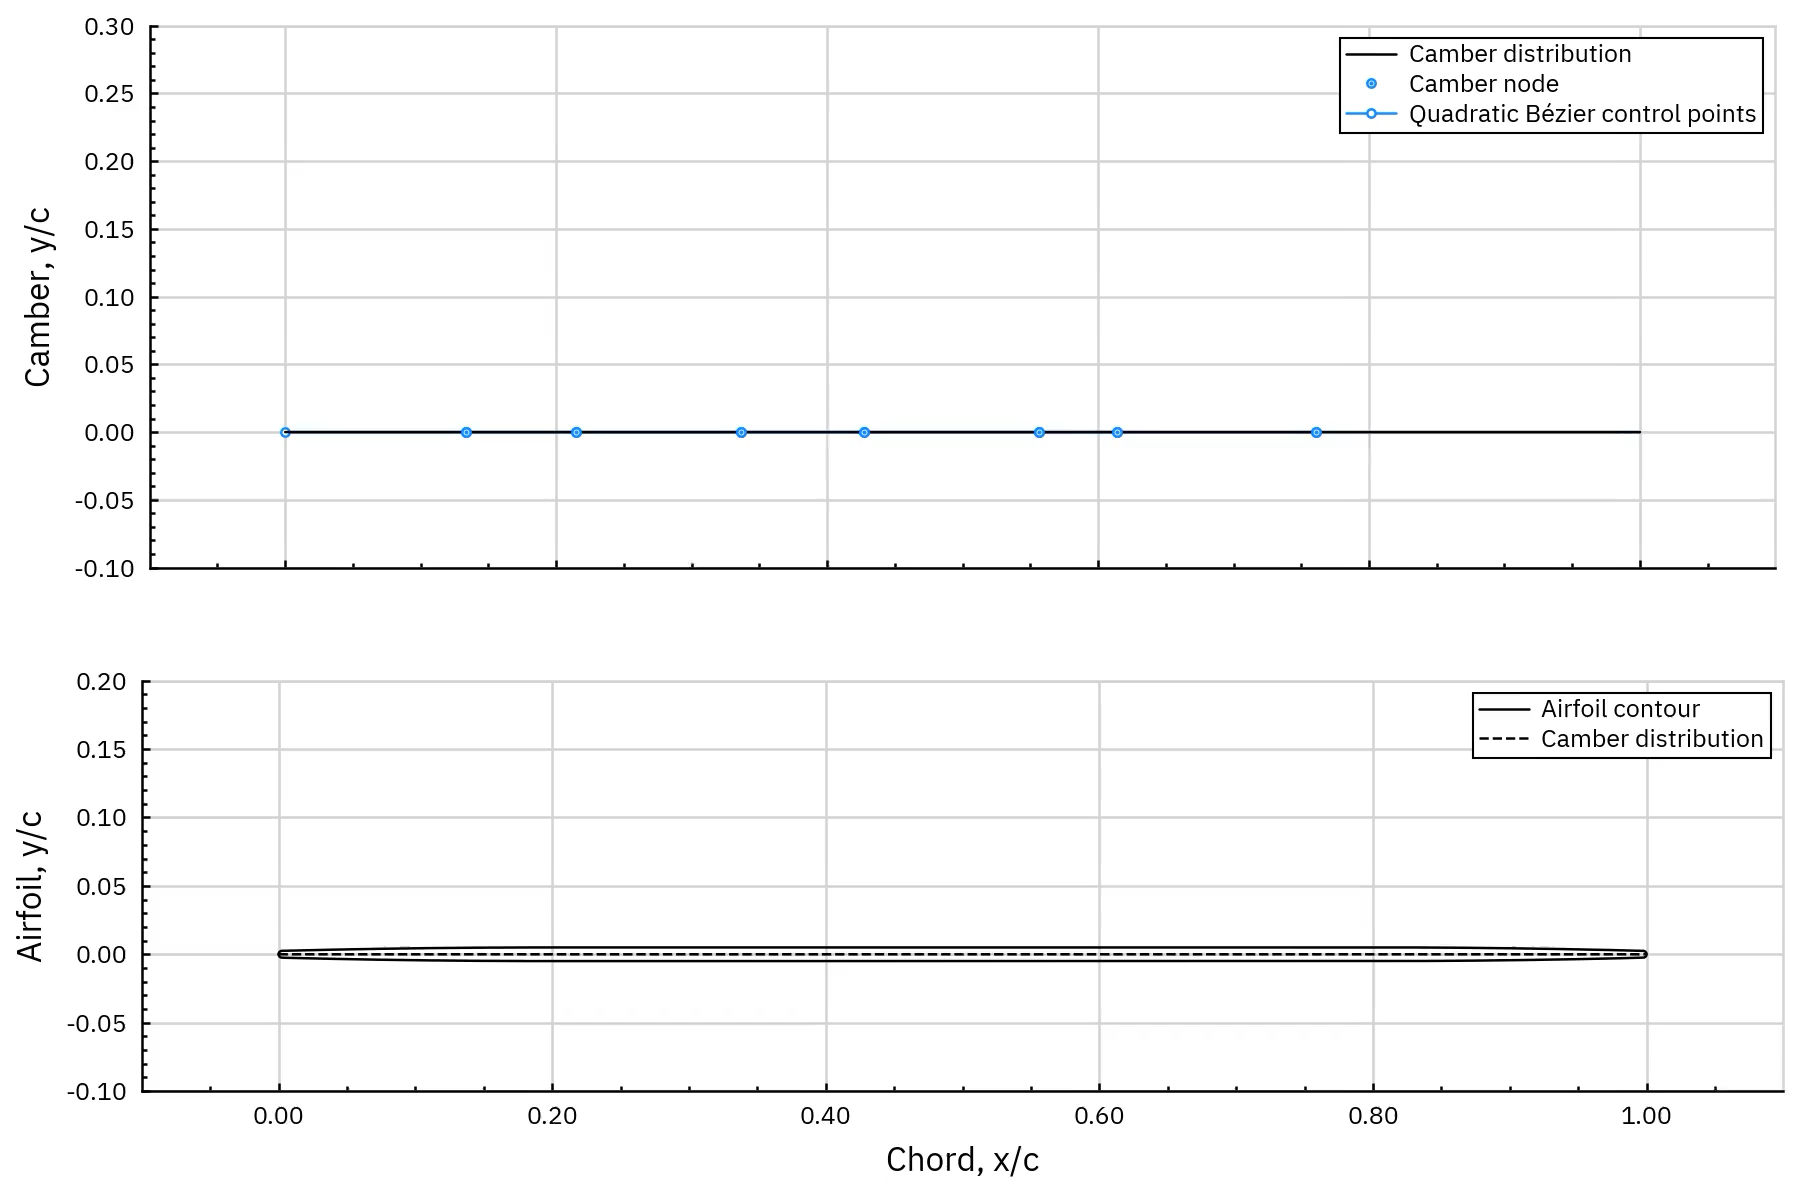 0.30
0.25
0.20
0.15
0.10
0.05
0.00
-0.05
-0.10
Camber, y/c
Camber distribution
Camber node
Quadratic Bézier control points
0.20
0.15
0.10
0.05
0.00
-0.05
-0.10
Airfoil, y/c
Airfoil contour
Camber distribution
0.00 0.20 0.40 0.60 0.80 1.00
Chord, x/c